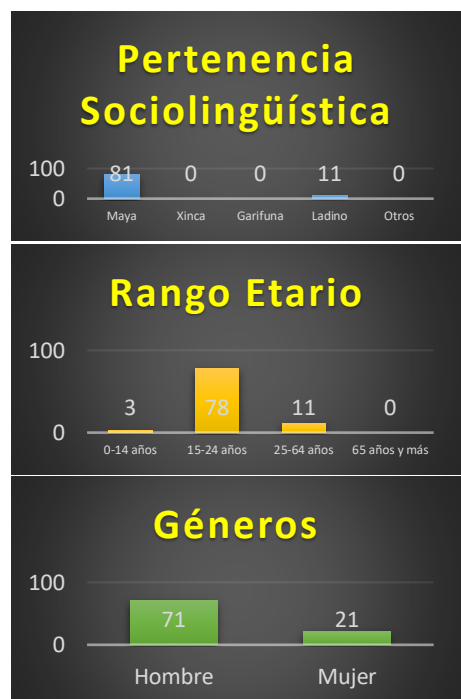 Pertenencia
Sociolingüística
100
81 0 0 11 0
0
Maya Xinca Garifuna Ladino Otros
Rango Etario
100
3 78 11 0
0
0-14 años 15-24 años 25-64 años 65 años y más
Géneros
100
71 21
0
Hombre Mujer